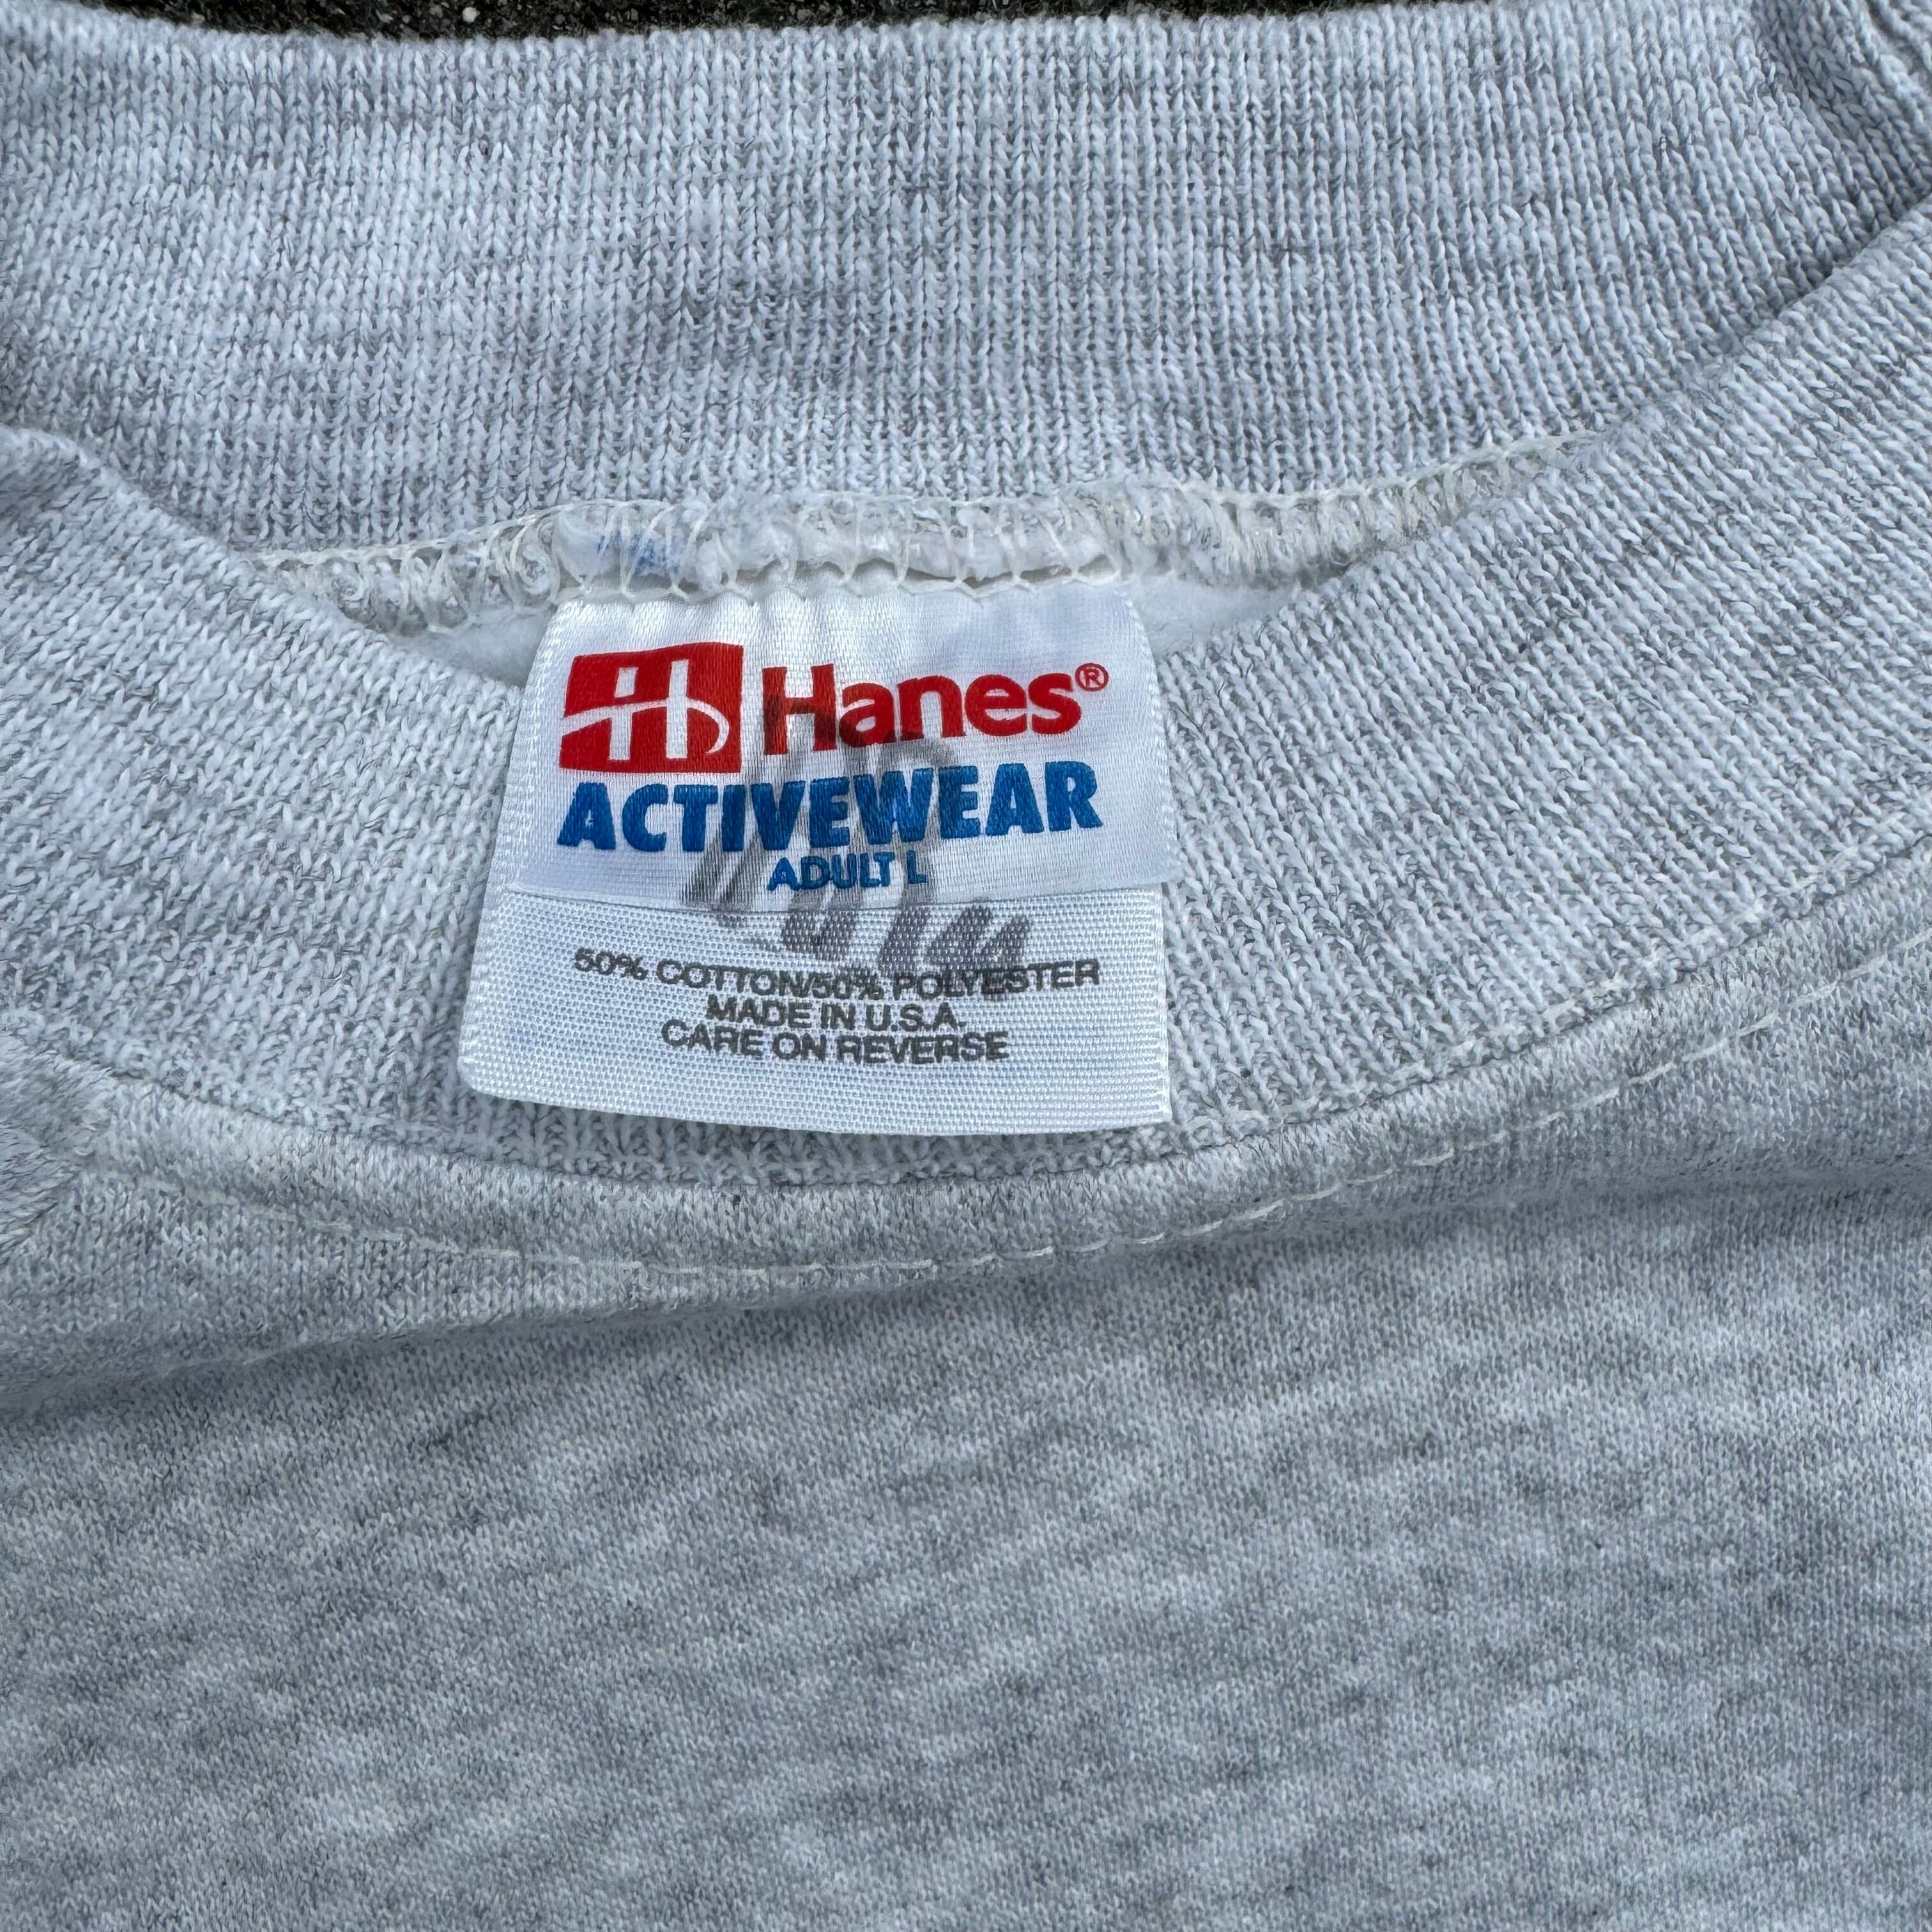 Hanes®
ACTIVEWEAR
ADULT L
50% COTTON/50% POLYESTER
MADE IN U.S.A.
CARE ON REVERSE